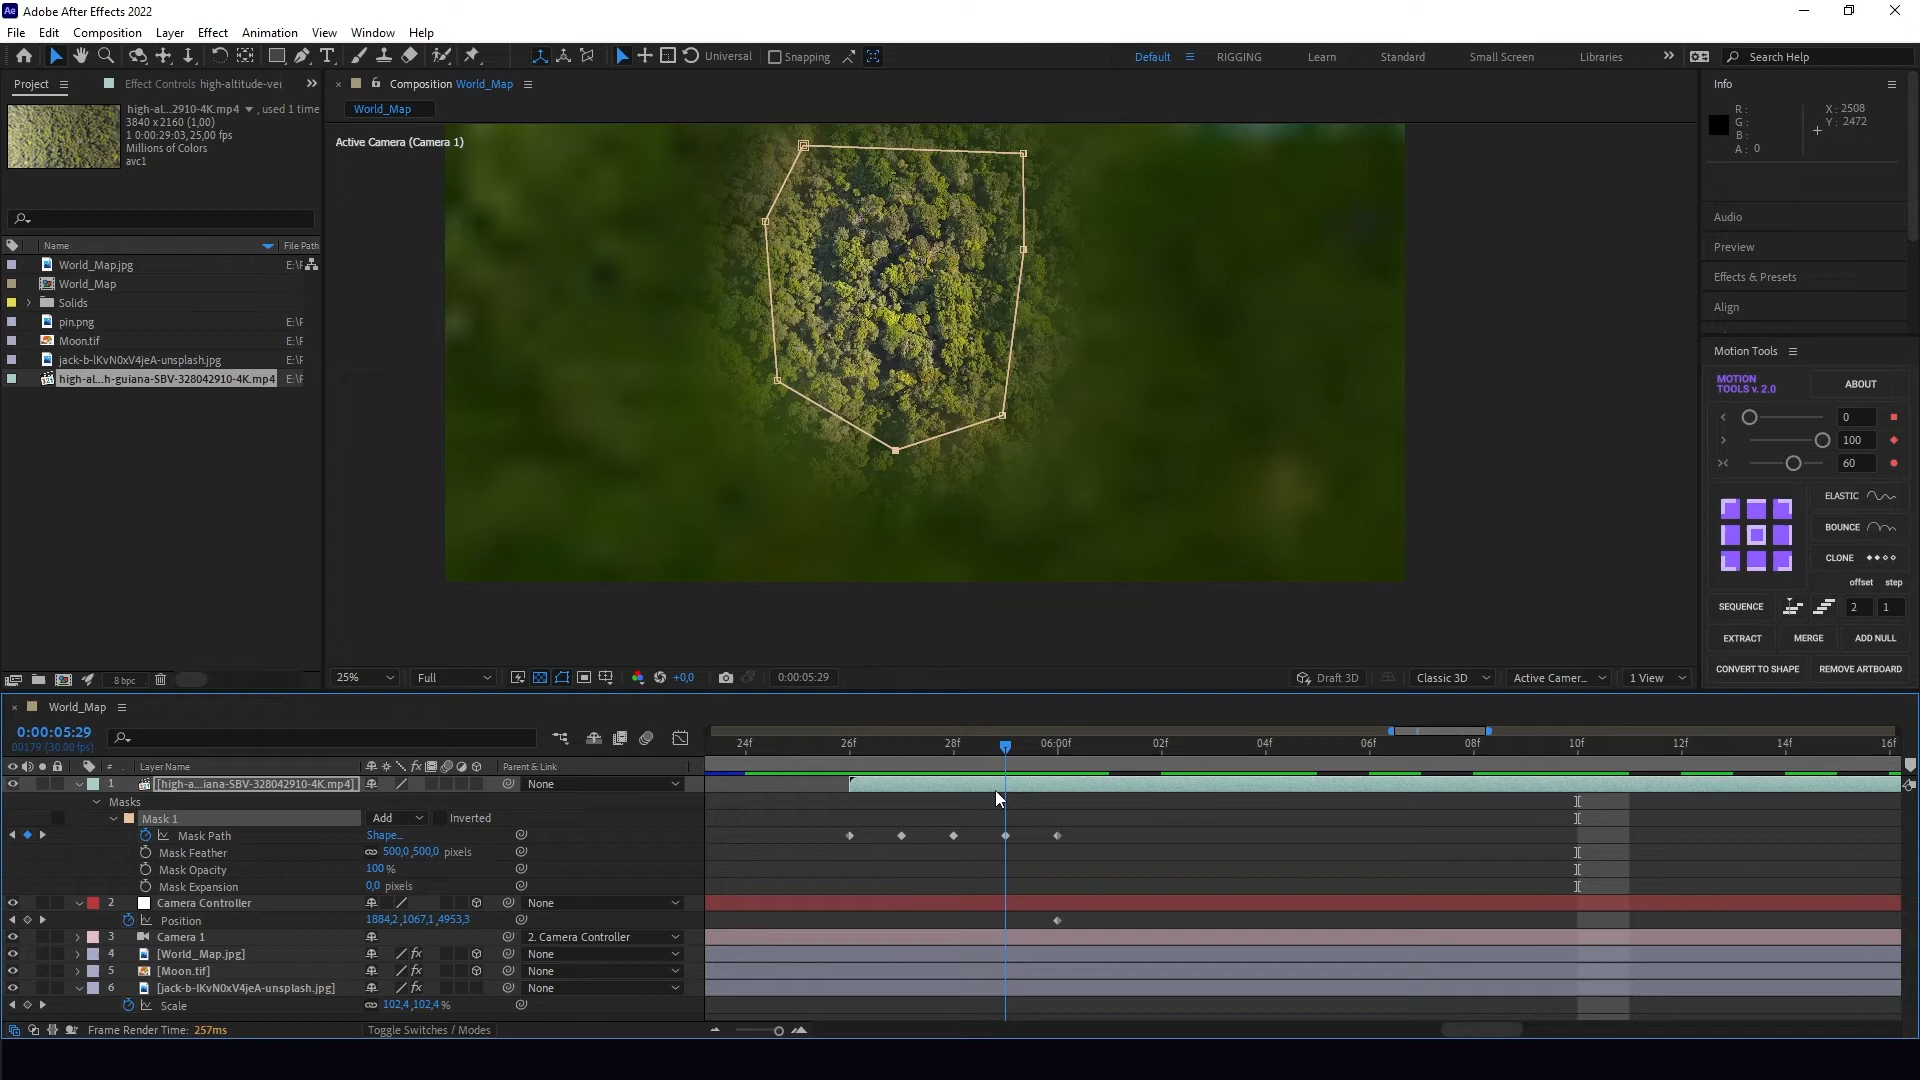 Ae Adobe After Effects 2022
File Edit Composition Layer Effect Animation View Window Help
Universal Snapping Default RIGGING Learn Standard Small Screen Libraries Search Help
Project Effect Controls high-altitude-ver
high-al...2910-4K.mp4 , used 1 time
3840 x 2160 (1,00)
1 0:00:29:03, 25,00 fps
Millions of Colors
avc1
Name File Path
World_Map.jpg E:\F
World_Map
Solids
pin.png E:\F
Moon.tif E:\F
jack-b-lKvN0xV4jeA-unsplash.jpg E:\F
high-al...h-guiana-SBV-328042910-4K.mp4 E:\F
8 bpc
Composition World_Map
World_Map
Active Camera (Camera 1)
25% Full +0,0 0:00:05:29 Draft 3D Classic 3D Active Camer... 1 View
Info
R :
G :
B :
A : 0
X : 2508
Y : 2472
Audio
Preview
Effects & Presets
Align
Motion Tools
MOTION
TOOLS v. 2.0
ABOUT
0
100
60
ELASTIC
BOUNCE
CLONE
offset step
SEQUENCE 2 1
EXTRACT MERGE ADD NULL
CONVERT TO SHAPE REMOVE ARTBOARD
World_Map
0:00:05:29
00179 (30.00 fps)
24f 26f 28f 06:00f 02f 04f 06f 08f 10f 12f 14f 16f
# Layer Name fx Parent & Link
1 [high-a...iana-SBV-328042910-4K.mp4] None
Masks
Mask 1 Add Inverted
Mask Path Shape...
Mask Feather 500,0,500,0 pixels
Mask Opacity 100 %
Mask Expansion 0,0 pixels
2 Camera Controller None
Position 1884,2,1067,1,4953,3
3 Camera 1 2. Camera Controller
4 [World_Map.jpg] fx None
5 [Moon.tif] fx None
6 [jack-b-lKvN0xV4jeA-unsplash.jpg] fx None
Scale 102,4,102,4 %
Frame Render Time: 257ms Toggle Switches / Modes